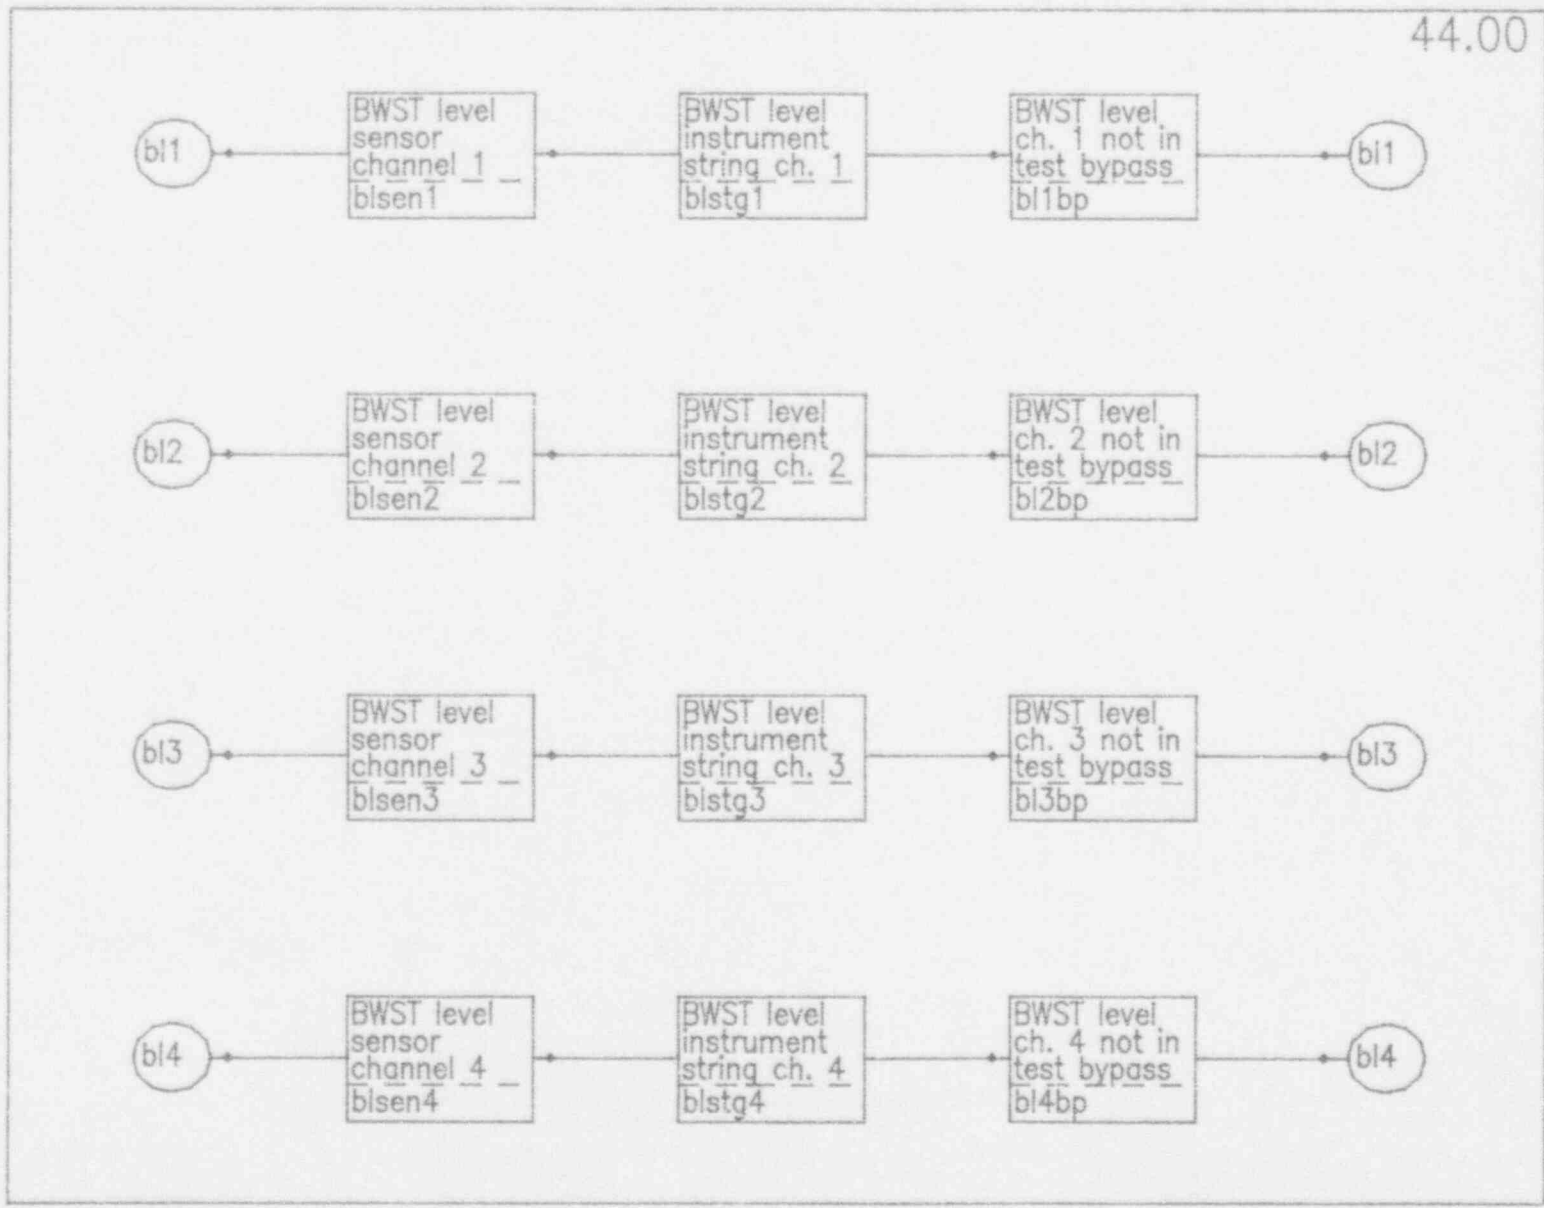 44.00
bl1
BWST level
sensor
channel 1
blsen1
BWST level
instrument
string ch. 1
blstg1
BWST level
ch. 1 not in
test bypass
bl1bp
bl1
bl2
BWST level
sensor
channel 2
blsen2
BWST level
instrument
string ch. 2
blstg2
BWST level
ch. 2 not in
test bypass
bl2bp
bl2
bl3
BWST level
sensor
channel 3
blsen3
BWST level
instrument
string ch. 3
blstg3
BWST level
ch. 3 not in
test bypass
bl3bp
bl3
bl4
BWST level
sensor
channel 4
blsen4
BWST level
instrument
string ch. 4
blstg4
BWST level
ch. 4 not in
test bypass
bl4bp
bl4